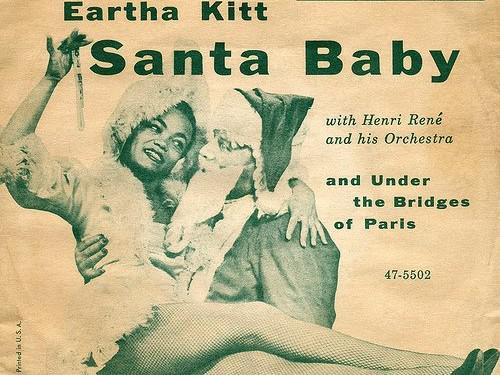 Eartha Kitt
Santa Baby
with Henri René
and his Orchestra
and Under
the Bridges
of Paris
47-5502
Printed in U. S. A.